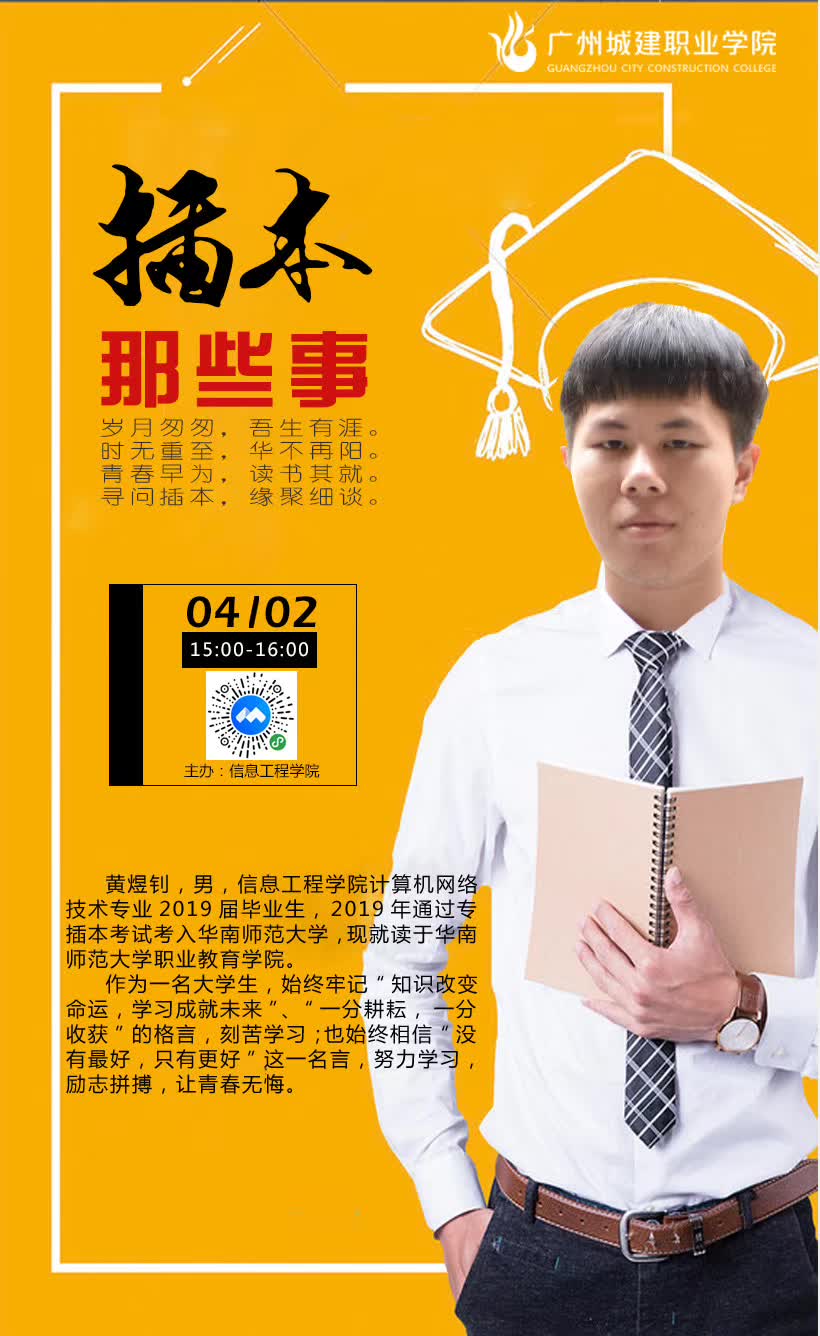 广州城建职业学院
GUANGZHOU CITY CONSTRUCTION COLLEGE
插本
那些事
岁月匆匆，吾生有涯。
时无重至，华不再阳。
青春早为，读书其就。
寻问插本，缘聚细谈。
04/02
15:00-16:00
主办：信息工程学院
黄煜钊，男，信息工程学院计算机网络
技术专业 2019 届毕业生，2019 年通过专
插本考试考入华南师范大学，现就读于华南
师范大学职业教育学院。
作为一名大学生，始终牢记“知识改变
命运，学习成就未来”、“一分耕耘，一分
收获”的格言，刻苦学习；也始终相信“没
有最好，只有更好”这一名言，努力学习，
励志拼搏，让青春无悔。